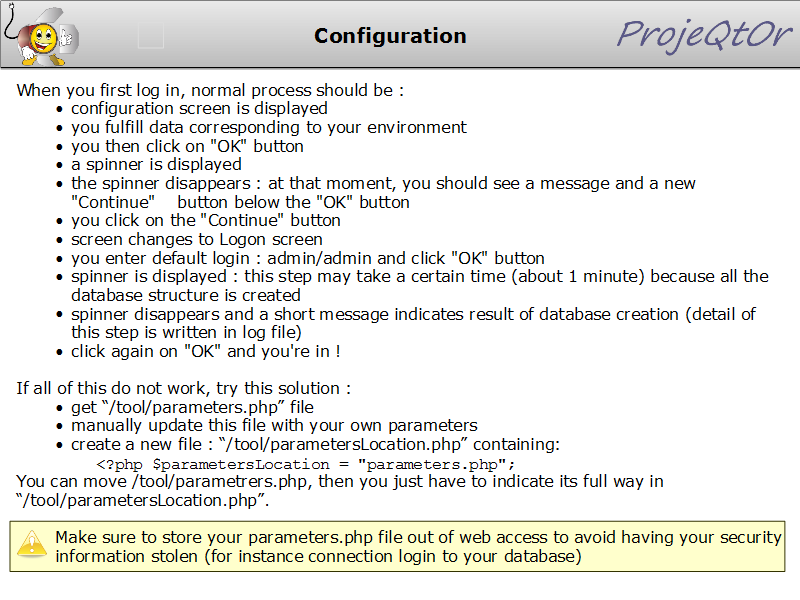 Configuration
ProjeQtOr
When you first log in, normal process should be :
• configuration screen is displayed
• you fulfill data corresponding to your environment
• you then click on "OK" button
• a spinner is displayed
• the spinner disappears : at that moment, you should see a message and a new
"Continue" button below the "OK" button
• you click on the "Continue" button
• screen changes to Logon screen
• you enter default login : admin/admin and click "OK" button
• spinner is displayed : this step may take a certain time (about 1 minute) because all the
database structure is created
• spinner disappears and a short message indicates result of database creation (detail of
this step is written in log file)
• click again on "OK" and you're in !
If all of this do not work, try this solution :
• get “/tool/parameters.php” file
• manually update this file with your own parameters
• create a new file : “/tool/parametersLocation.php” containing:
<?php $parametersLocation = "parameters.php";
You can move /tool/parametrers.php, then you just have to indicate its full way in
“/tool/parametersLocation.php”.
Make sure to store your parameters.php file out of web access to avoid having your security
information stolen (for instance connection login to your database)